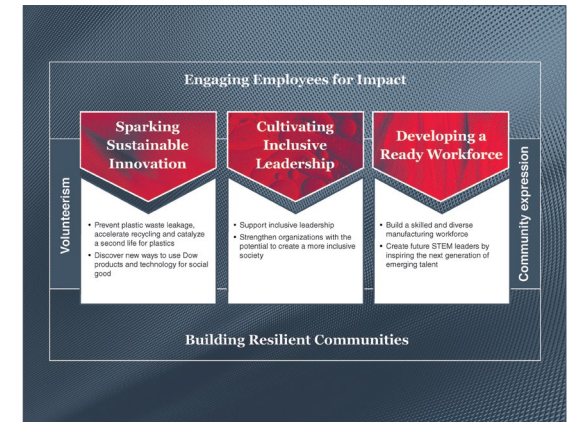 Engaging Employees for Impact
Sparking
Sustainable
Innovation
Cultivating
Inclusive
Leadership
Developing a
Ready Workforce
Volunteerism
• Prevent plastic waste leakage,
accelerate recycling and catalyze
a second life for plastics
• Discover new ways to use Dow
products and technology for social
good
• Support inclusive leadership
• Strengthen organizations with the
potential to create a more inclusive
society
• Build a skilled and diverse
manufacturing workforce
• Create future STEM leaders by
inspiring the next generation of
emerging talent
Community expression
Building Resilient Communities